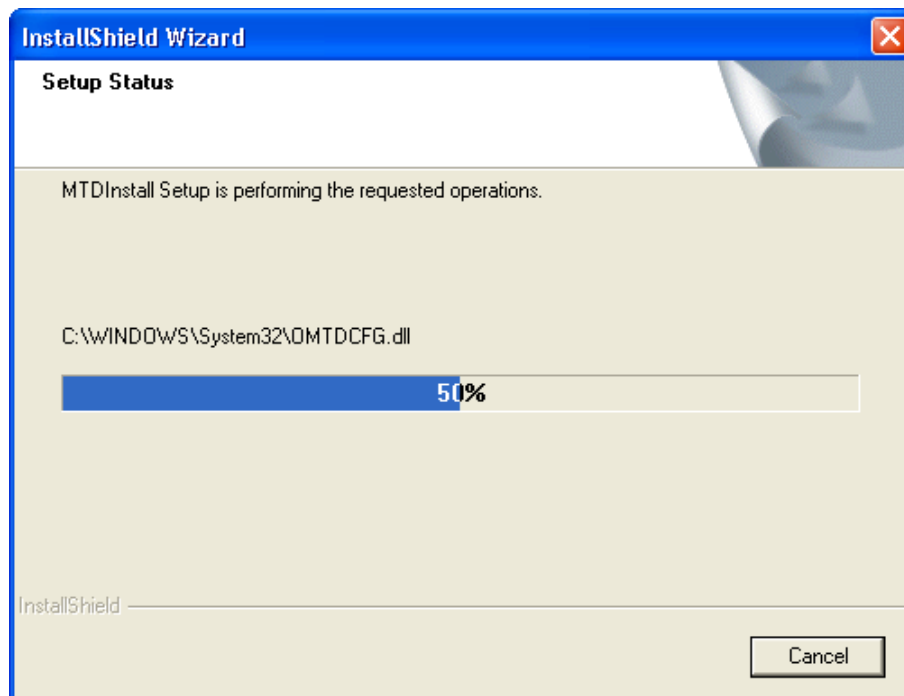 InstallShield Wizard
Setup Status
MTDInstall Setup is performing the requested operations.
C:\WINDOWS\System32\OMTDCFG.dll
50%
InstallShield
Cancel